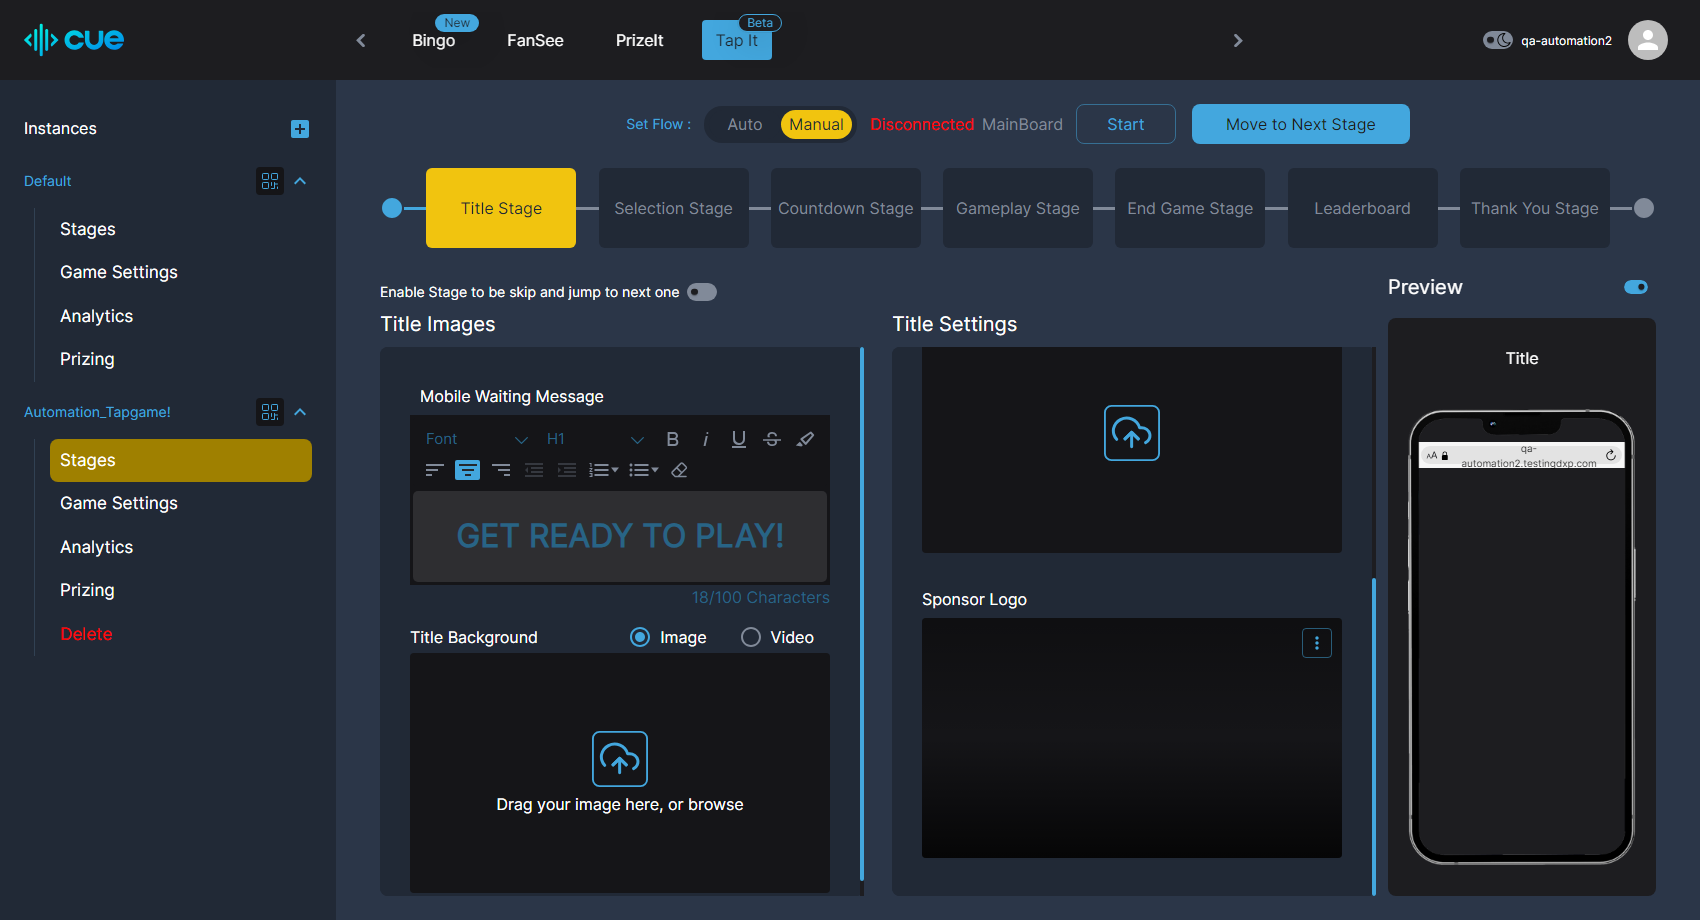 cue
New
Bingo
FanSee
PrizeIt
Beta
Tap It
qa-automation2
Instances
Default
Stages
Game Settings
Analytics
Prizing
Automation_Tapgame!
Stages
Game Settings
Analytics
Prizing
Delete
Set Flow :
Auto
Manual
Disconnected
MainBoard
Start
Move to Next Stage
Title Stage
Selection Stage
Countdown Stage
Gameplay Stage
End Game Stage
Leaderboard
Thank You Stage
Enable Stage to be skip and jump to next one
Title Images
Mobile Waiting Message
Font
H1
B
i
U
S
GET READY TO PLAY!
18/100 Characters
Title Background
Image
Video
Drag your image here, or browse
Title Settings
Sponsor Logo
Preview
Title
AA
qa-
automation2.testingdxp.com